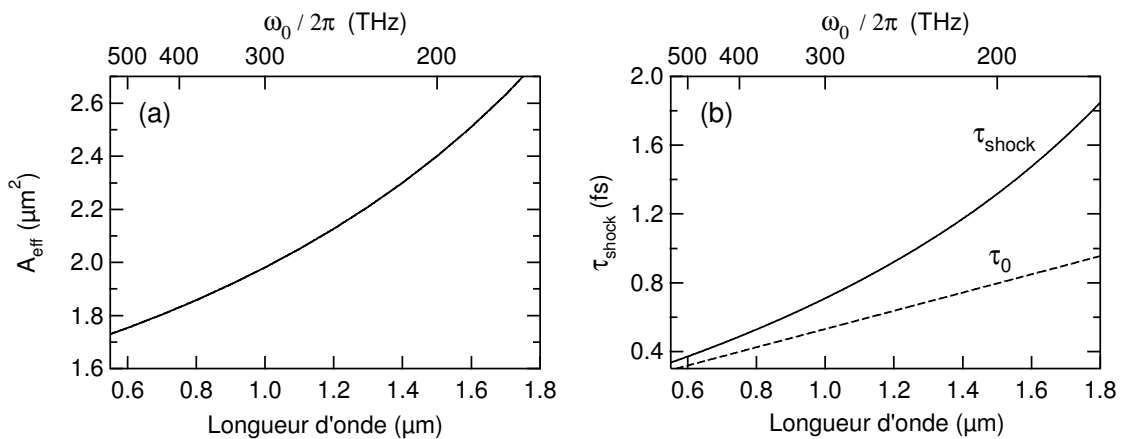 ω₀ / 2π (THz)
500 400 300 200
(a)
A_eff (µm²)
2.6
2.4
2.2
2.0
1.8
1.6
0.6 0.8 1.0 1.2 1.4 1.6 1.8
Longueur d'onde (µm)
ω₀ / 2π (THz)
500 400 300 200
(b)
τ_shock (fs)
2.0
1.6
1.2
0.8
0.4
τ_shock
τ₀
0.6 0.8 1.0 1.2 1.4 1.6 1.8
Longueur d'onde (µm)